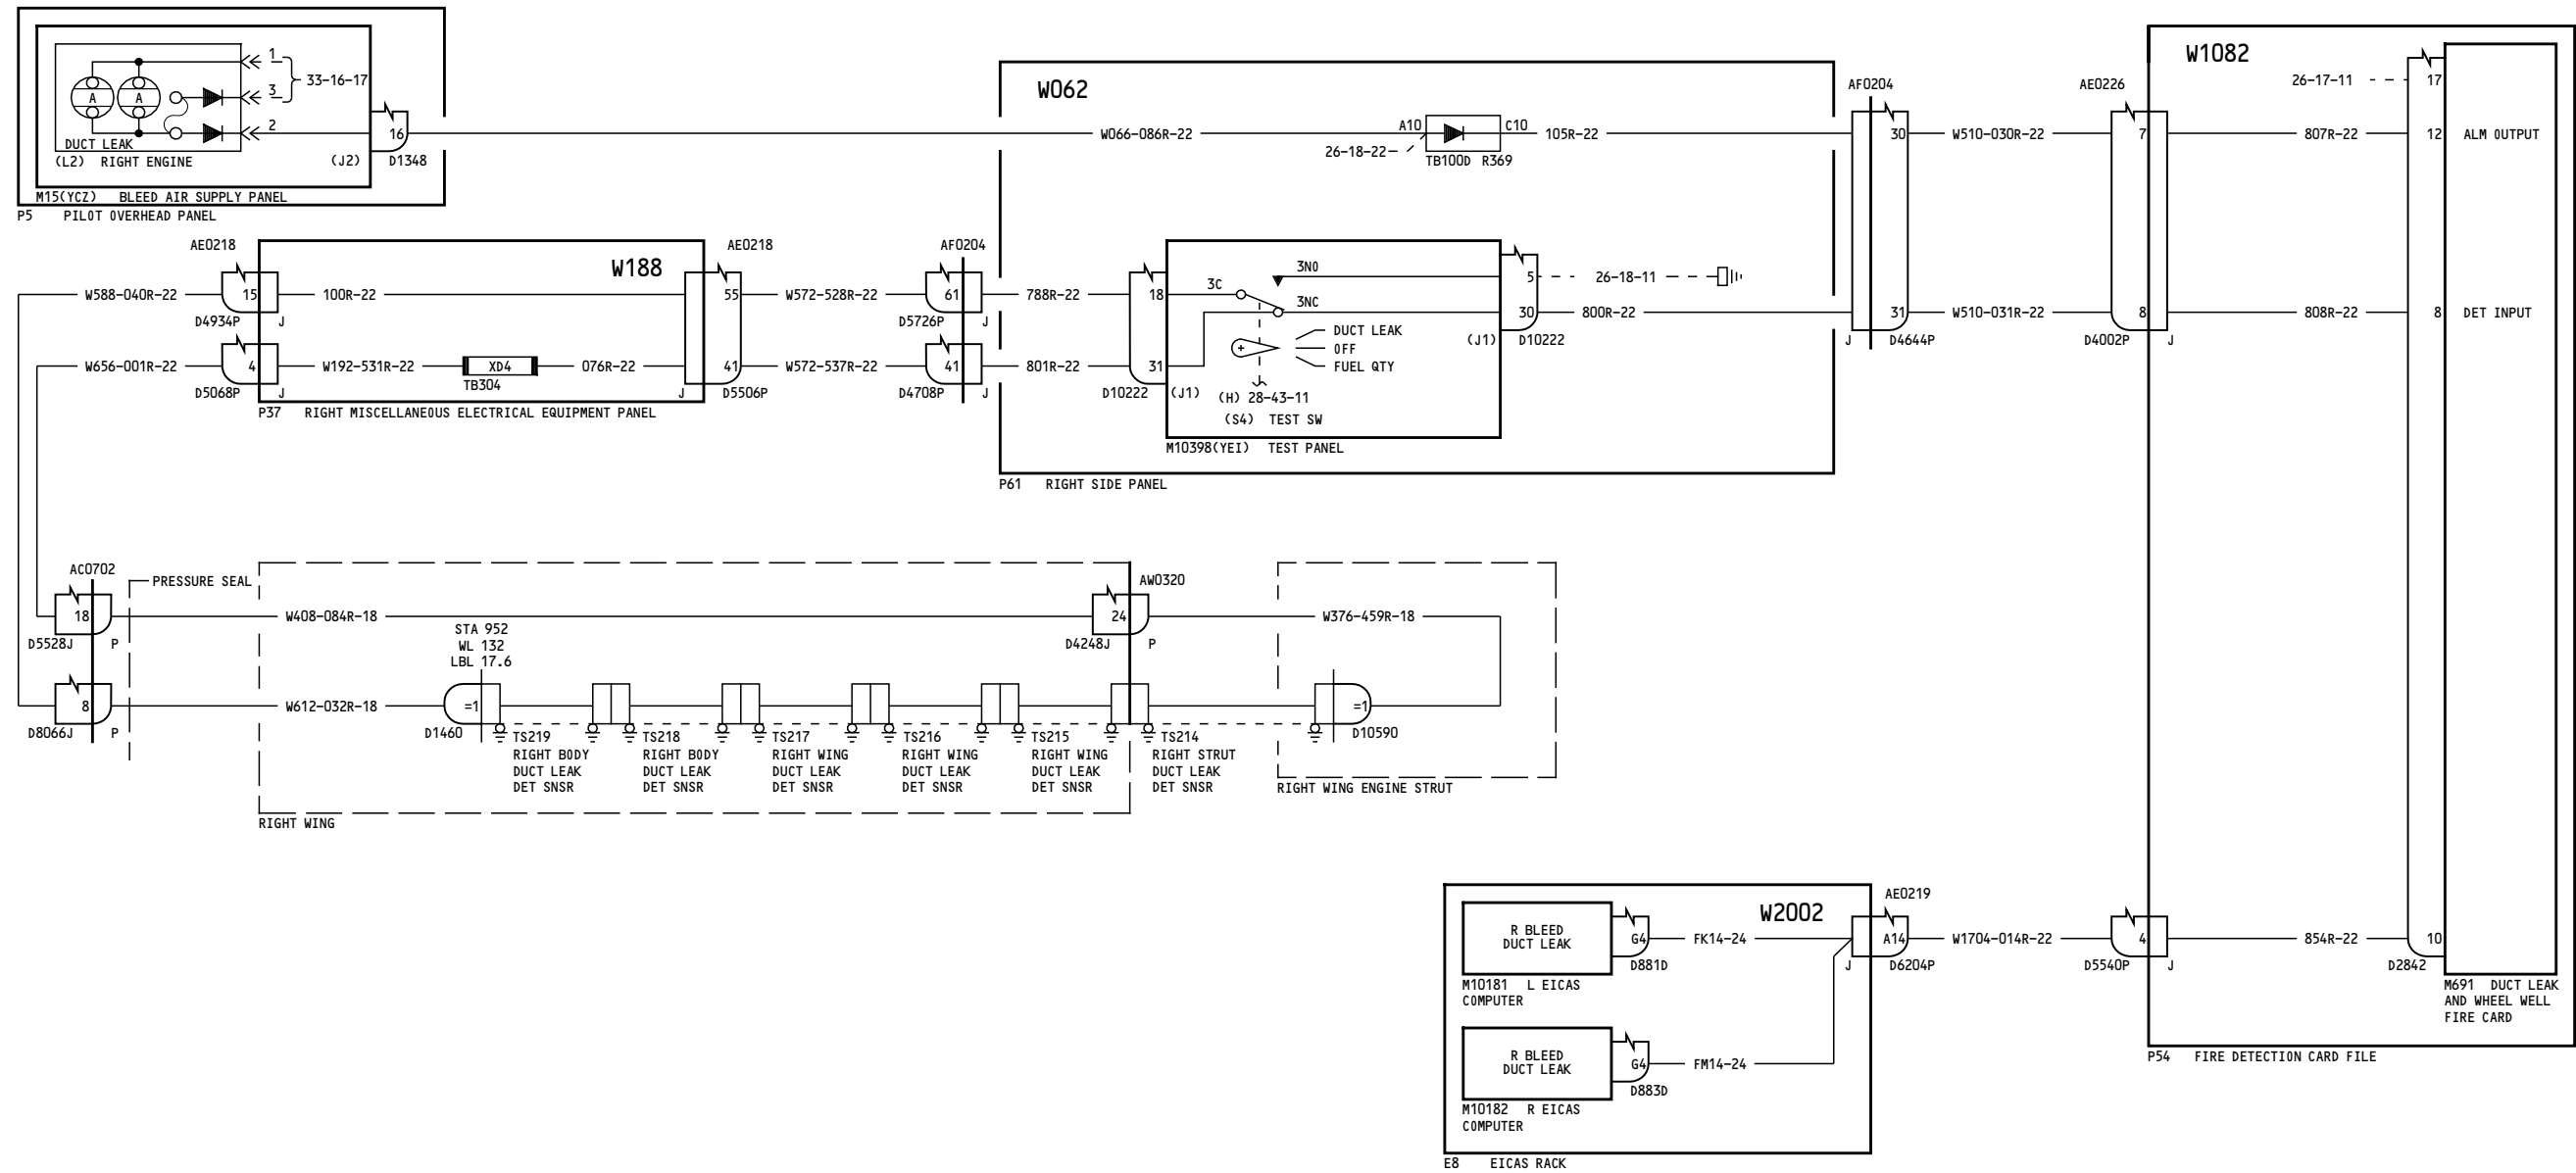 1
3
2
33-16-17
A
A
DUCT LEAK
(L2) RIGHT ENGINE
(J2)
16
D1348
M15(YCZ) BLEED AIR SUPPLY PANEL
P5 PILOT OVERHEAD PANEL
W062
W066-086R-22
A10
C10
105R-22
26-18-22
TB100D R369
AF0204
30
W510-030R-22
AE0226
7
W1082
26-17-11
17
807R-22
12
ALM OUTPUT
AE0218
W188
AE0218
AF0204
W588-040R-22
15
100R-22
55
W572-528R-22
61
788R-22
18
3C
3NO
3NC
5
26-18-11
D4934P
J
D5726P
J
30
800R-22
31
W510-031R-22
8
808R-22
8
DET INPUT
DUCT LEAK
OFF
FUEL QTY
(J1)
D10222
J
D4644P
D4002P
J
W656-001R-22
4
W192-531R-22
XD4
TB304
076R-22
41
W572-537R-22
41
801R-22
31
D5068P
J
J
D5506P
D4708P
J
D10222
(J1)
(H) 28-43-11
(S4) TEST SW
P37 RIGHT MISCELLANEOUS ELECTRICAL EQUIPMENT PANEL
M10398(YEI) TEST PANEL
P61 RIGHT SIDE PANEL
AC0702
PRESSURE SEAL
AW0320
18
W408-084R-18
24
W376-459R-18
D5528J
P
STA 952
WL 132
LBL 17.6
D4248J
P
8
W612-032R-18
=1
=1
D8066J
P
D1460
D10590
TS219
RIGHT BODY
DUCT LEAK
DET SNSR
TS218
RIGHT BODY
DUCT LEAK
DET SNSR
TS217
RIGHT WING
DUCT LEAK
DET SNSR
TS216
RIGHT WING
DUCT LEAK
DET SNSR
TS215
RIGHT WING
DUCT LEAK
DET SNSR
TS214
RIGHT STRUT
DUCT LEAK
DET SNSR
RIGHT WING ENGINE STRUT
RIGHT WING
W2002
AE0219
R BLEED
DUCT LEAK
G4
FK14-24
A14
W1704-014R-22
4
854R-22
10
D881D
J
D6204P
D5540P
J
D2842
M10181 L EICAS
COMPUTER
M691 DUCT LEAK
AND WHEEL WELL
FIRE CARD
R BLEED
DUCT LEAK
G4
FM14-24
D883D
P54 FIRE DETECTION CARD FILE
M10182 R EICAS
COMPUTER
E8 EICAS RACK